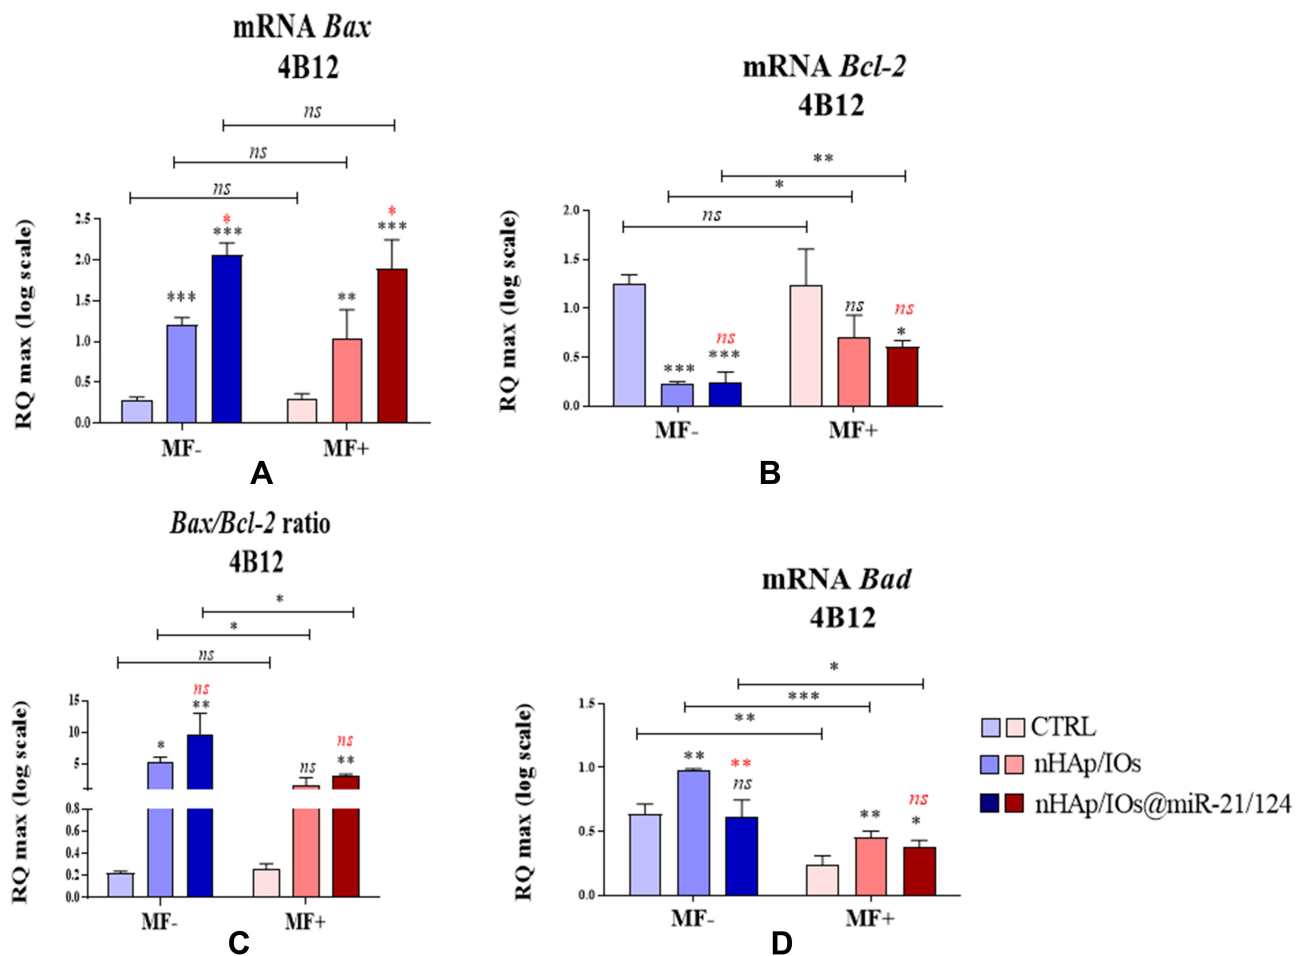 mRNA Bax
4B12
ns
ns
ns
RQ max (log scale)
2.5
2.0
1.5
1.0
0.5
0.0
***
*
***
**
*
***
MF-
MF+
A
mRNA Bcl-2
4B12
**
*
ns
RQ max (log scale)
2.0
1.5
1.0
0.5
0.0
***
ns
***
ns
ns
*
MF-
MF+
B
Bax/Bcl-2 ratio
4B12
*
*
ns
RQ max (log scale)
15
10
5
0.8
0.6
0.4
0.2
0.0
*
ns
**
ns
ns
**
MF-
MF+
C
mRNA Bad
4B12
*
***
**
RQ max (log scale)
1.5
1.0
0.5
0.0
**
**
ns
**
ns
*
MF-
MF+
D
CTRL
nHAp/IOs
nHAp/IOs@miR-21/124